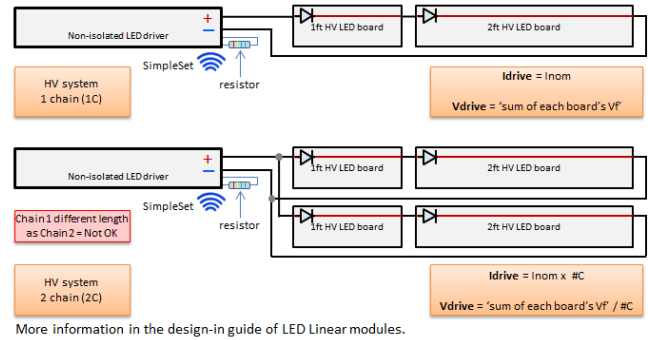 +
−
Non-isolated LED driver
1ft HV LED board
2ft HV LED board
SimpleSet
resistor
HV system
1 chain (1C)
Idrive = Inom
Vdrive = ‘sum of each board’s Vf’
+
−
Non-isolated LED driver
1ft HV LED board
2ft HV LED board
SimpleSet
resistor
Chain 1 different length
as Chain 2 = Not OK
1ft HV LED board
2ft HV LED board
HV system
2 chain (2C)
Idrive = Inom x #C
Vdrive = ‘sum of each board’s Vf’ / #C
More information in the design-in guide of LED Linear modules.